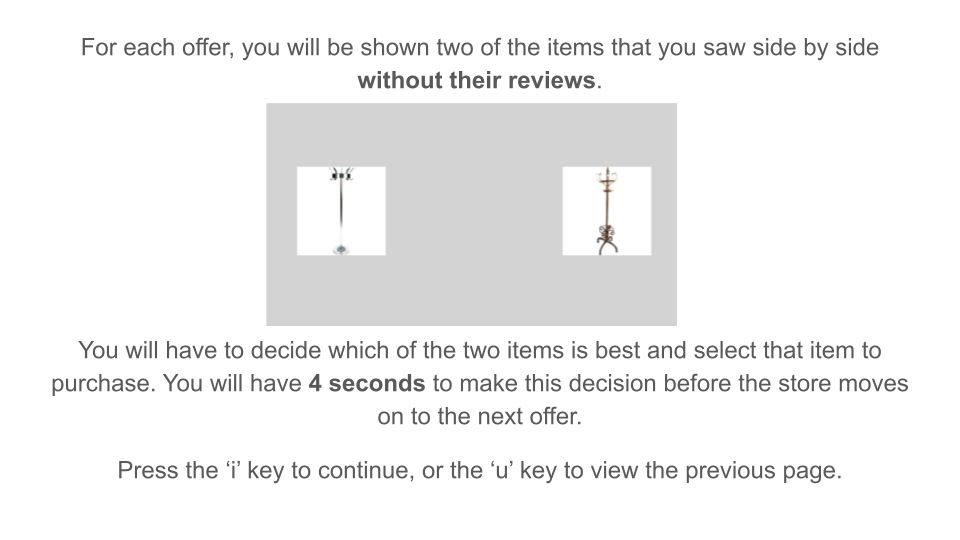 For each offer, you will be shown two of the items that you saw side by side
without their reviews.
You will have to decide which of the two items is best and select that item to
purchase. You will have 4 seconds to make this decision before the store moves
on to the next offer.
Press the ‘i’ key to continue, or the ‘u’ key to view the previous page.